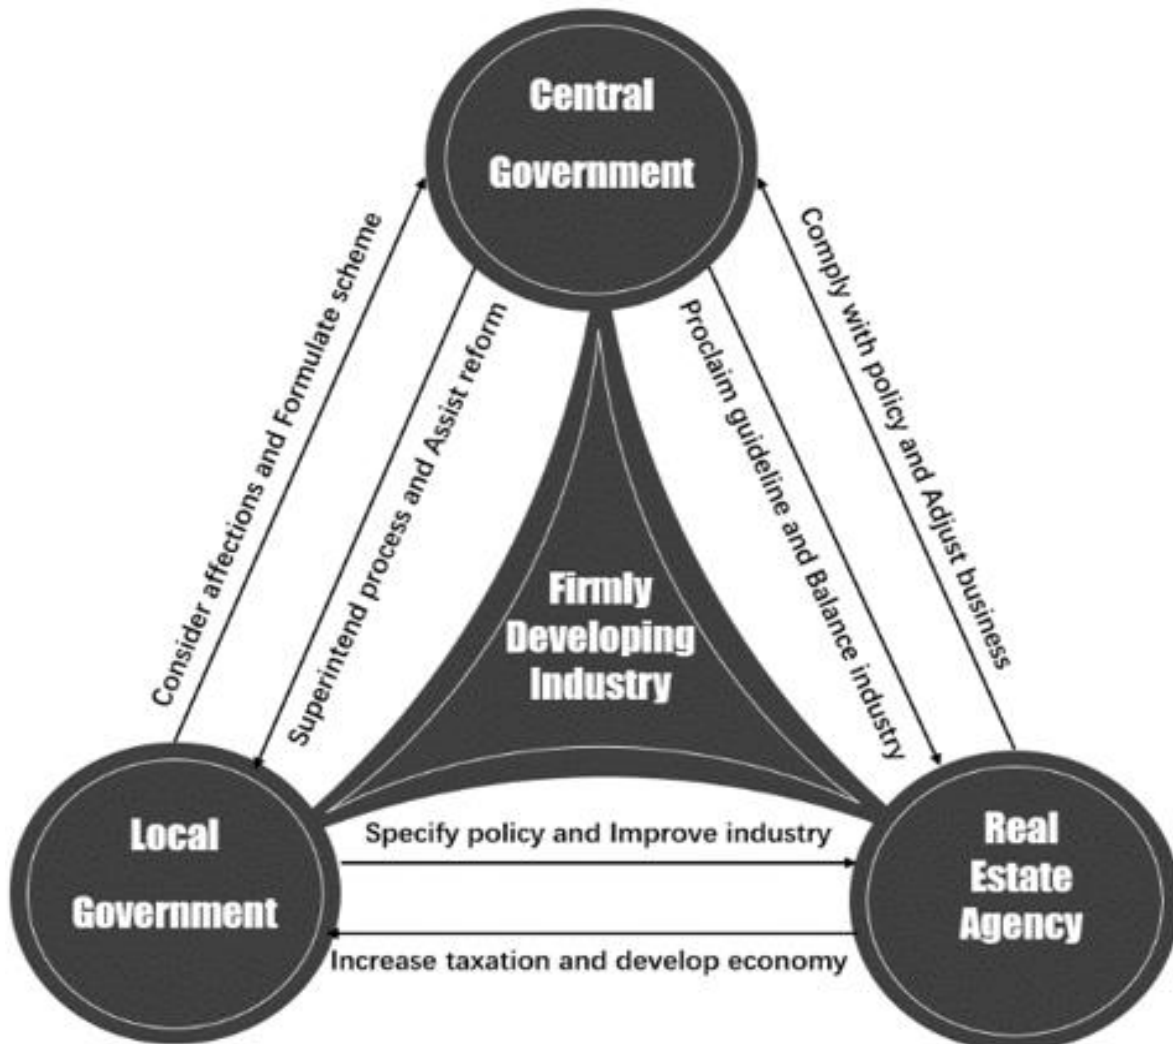 Central
Government
Consider affections and Formulate scheme
Superintend process and Assist reform
Proclaim guideline and Balance industry
Comply with policy and Adjust business
Firmly
Developing
Industry
Local
Government
Specify policy and Improve industry
Increase taxation and develop economy
Real
Estate
Agency